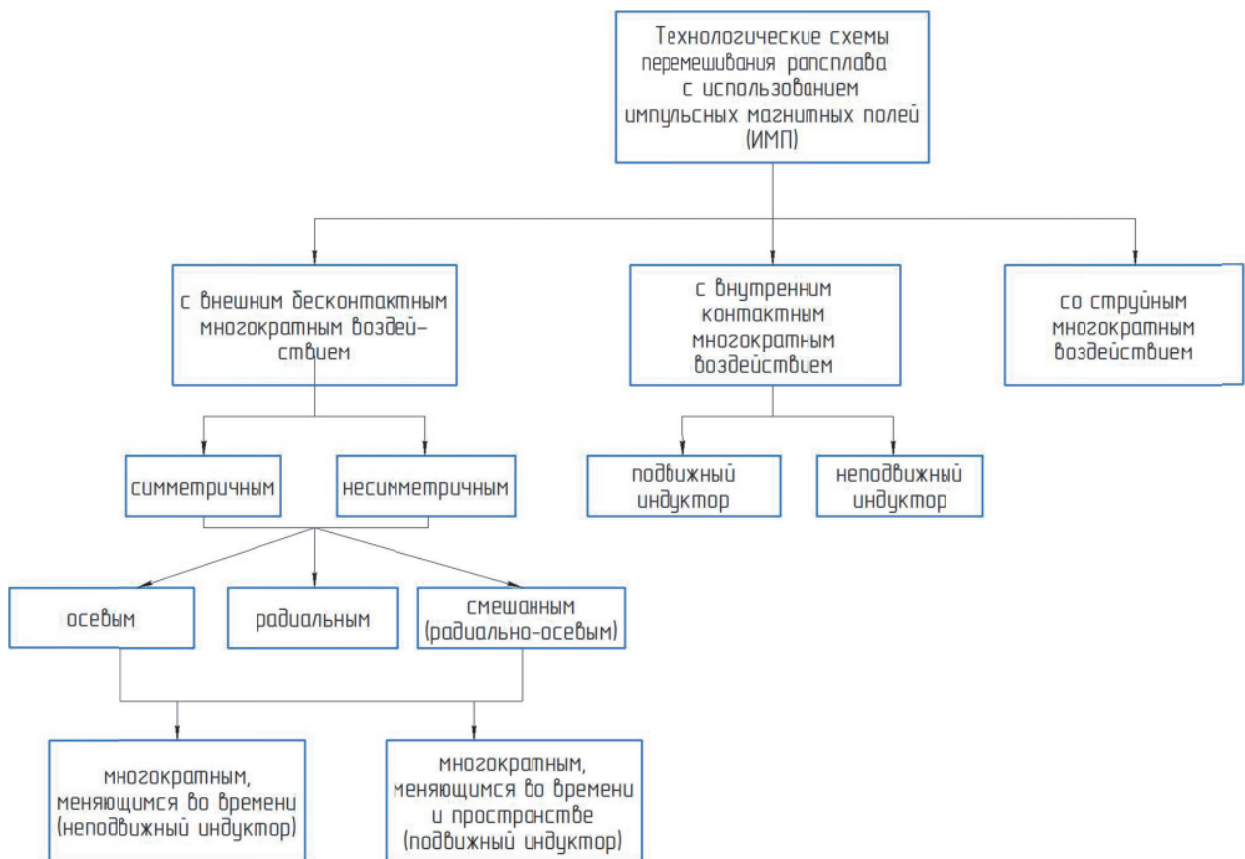 Технологические схемы
перемешивания рапсплава
с использованием
импульсных магнитных полей
(ИМП)
с внешним бесконтактным
многократным воздей-
ствием
с внутренним
контактным
многократным
воздействием
со струйным
многократным
воздействием
симметричным
несимметричным
подвижный
индуктор
неподвижный
индуктор
осевым
радиальным
смешанным
(радиально-осевым)
многократным,
меняющимся во времени
(неподвижный индуктор)
многократным,
меняющимся во времени
и пространстве
(подвижный индуктор)